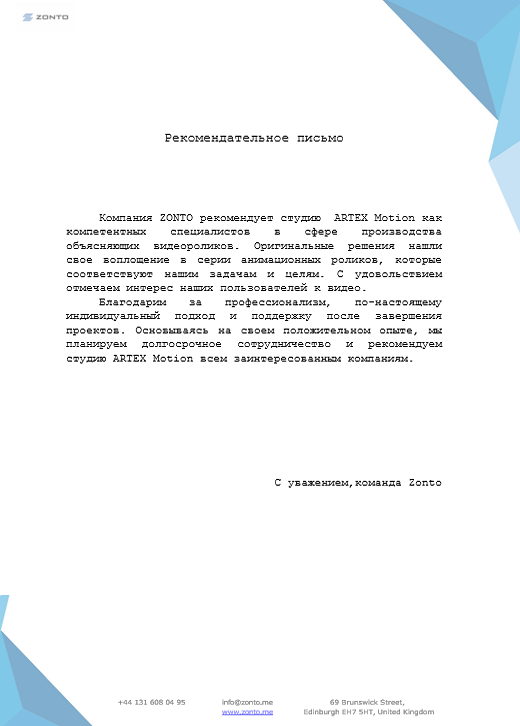 ZONTO
Рекомендательное письмо
Компания ZONTO рекомендует студию ARTEX Motion как
компетентных специалистов в сфере производства
объясняющих видеороликов. Оригинальные решения нашли
свое воплощение в серии анимационных роликов, которые
соответствуют нашим задачам и целям. С удовольствием
отмечаем интерес наших пользователей к видео.
Благодарим за профессионализм, по-настоящему
индивидуальный подход и поддержку после завершения
проектов. Основываясь на своем положительном опыте, мы
планируем долгосрочное сотрудничество и рекомендуем
студию ARTEX Motion всем заинтересованным компаниям.
С уважением,команда Zonto
+44 131 608 04 95
info@zonto.me
www.zonto.me
69 Brunswick Street,
Edinburgh EH7 5HT, United Kingdom